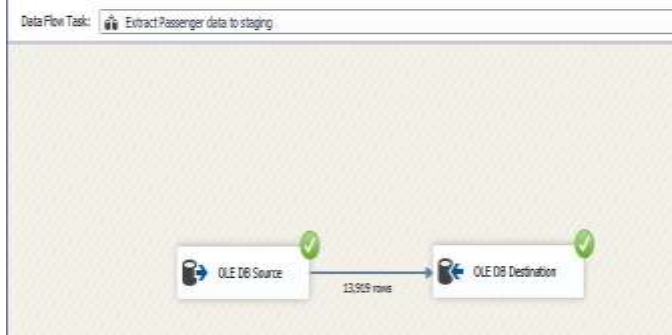 Data Flow Task: Extract Passenger data to staging
OLE DB Source
13,919 rows
OLE DB Destination